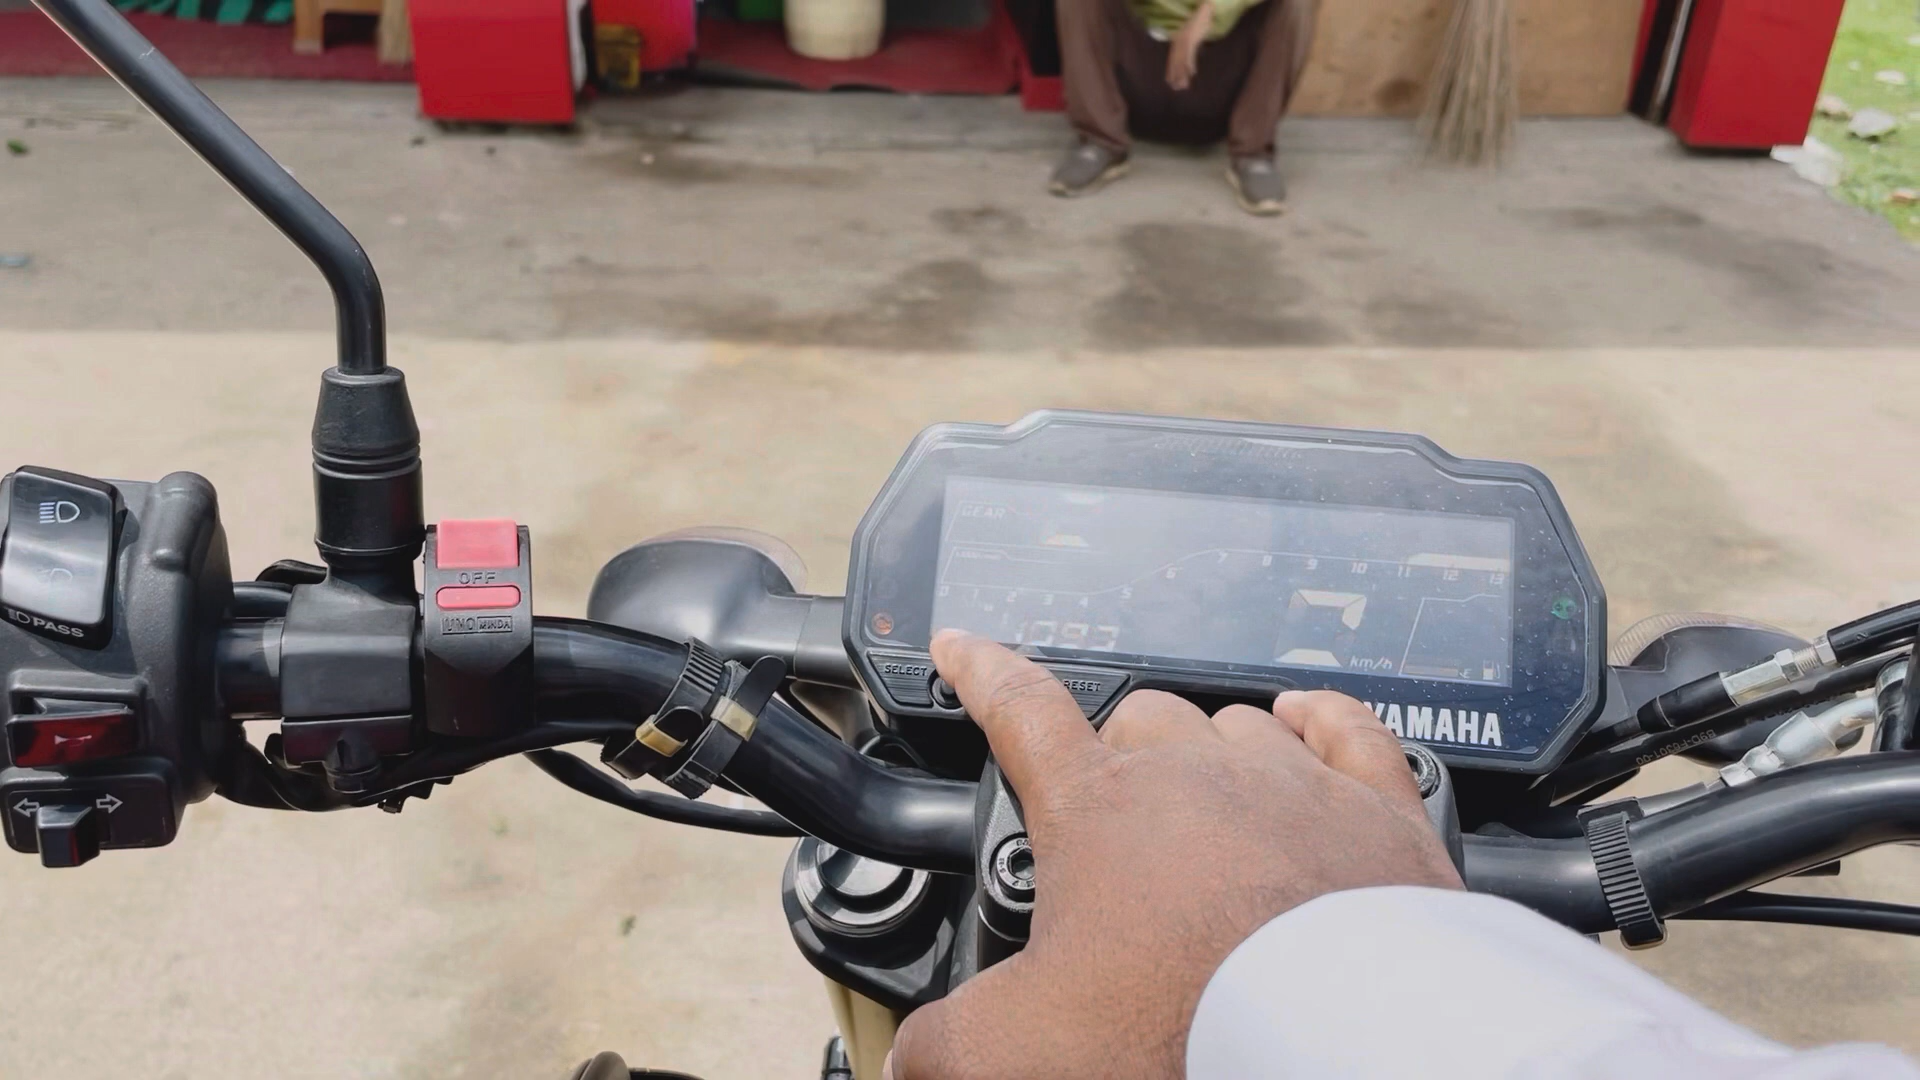 GEAR
7 8 9 10 11 12 13
6
0 1 2 3 4 5
1093
km/h
E
SELECT
RESET
YAMAHA
OFF
UNO MINDA
PASS